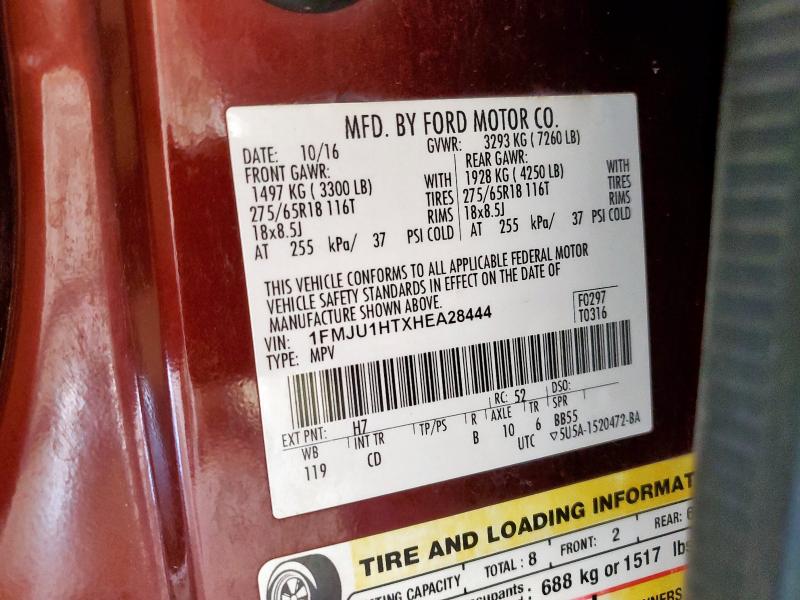 MFD. BY FORD MOTOR CO.
DATE: 10/16 GVWR: 3293 KG ( 7260 LB)
FRONT GAWR: REAR GAWR:
1497 KG ( 3300 LB) WITH 1928 KG ( 4250 LB) WITH
275/65R18 116T TIRES 275/65R18 116T TIRES
18x8.5J RIMS 18x8.5J RIMS
AT 255 kPa/ 37 PSI COLD AT 255 kPa/ 37 PSI COLD
THIS VEHICLE CONFORMS TO ALL APPLICABLE FEDERAL MOTOR
VEHICLE SAFETY STANDARDS IN EFFECT ON THE DATE OF
MANUFACTURE SHOWN ABOVE.
F0297
VIN: 1FMJU1HTXHEA28444
T0316
TYPE: MPV
EXT PNT: H7 RC: 52 DSO:
WB INT TR TP/PS R AXLE TR SPR
119 CD B 10 6 BB55
UTC ▽5U5A-1520472-BA
TIRE AND LOADING INFORMAT
TING CAPACITY TOTAL : 8 FRONT: 2 REAR: 6
cupants 688 kg or 1517 lbs
WNERS